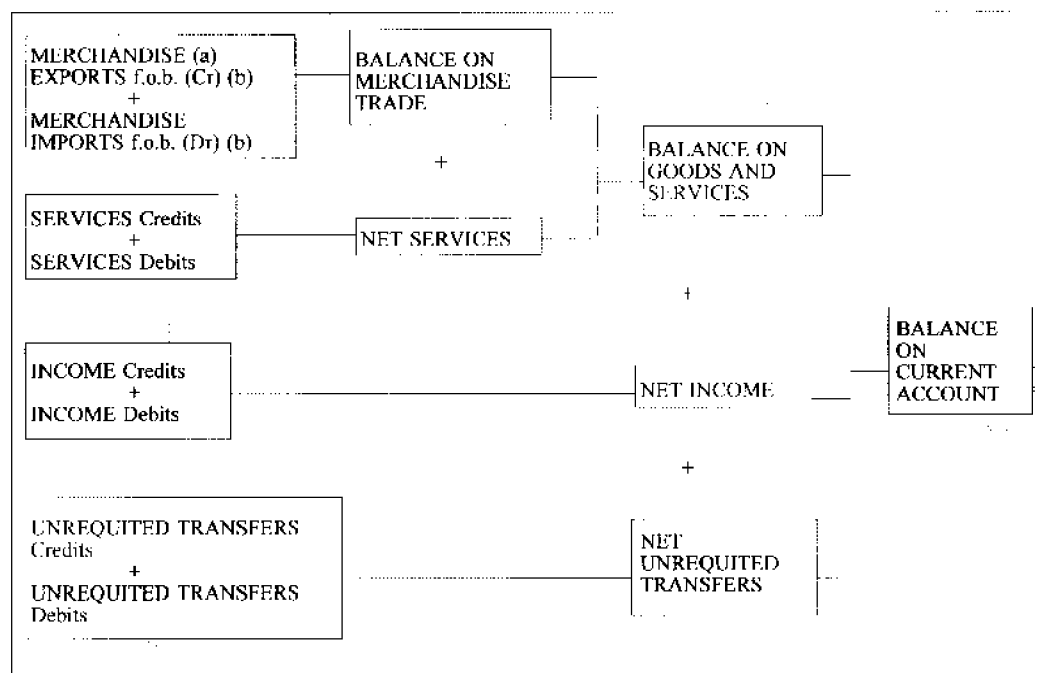 MERCHANDISE (a)
EXPORTS f.o.b. (Cr) (b)
+
MERCHANDISE
IMPORTS f.o.b. (Dr) (b)
BALANCE ON
MERCHANDISE
TRADE
+
SERVICES Credits
+
SERVICES Debits
NET SERVICES
BALANCE ON
GOODS AND
SERVICES
+
INCOME Credits
+
INCOME Debits
NET INCOME
BALANCE
ON
CURRENT
ACCOUNT
+
UNREQUITED TRANSFERS
Credits
+
UNREQUITED TRANSFERS
Debits
NET
UNREQUITED
TRANSFERS